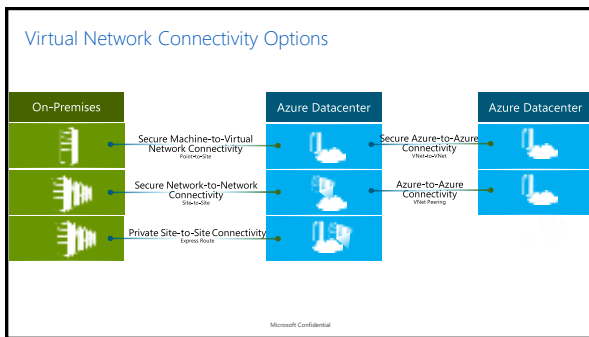 Virtual Network Connectivity Options
On-Premises
Azure Datacenter
Azure Datacenter
Secure Machine-to-Virtual
Network Connectivity
Point-to-Site
Secure Azure-to-Azure
Connectivity
VNet-to-VNet
Secure Network-to-Network
Connectivity
Site-to-Site
Azure-to-Azure
Connectivity
VNet Peering
Private Site-to-Site Connectivity
Express Route
Microsoft Confidential